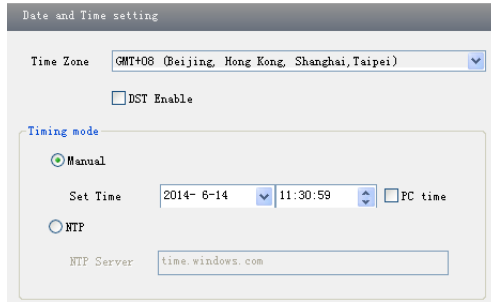 Date and Time setting
Time Zone GMT+08 (Beijing, Hong Kong, Shanghai,Taipei)
DST Enable
Timing mode
Manual
Set Time 2014- 6-14 11:30:59 PC time
NTP
NTP Server time.windows.com